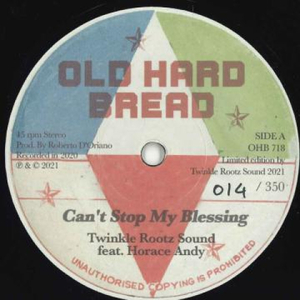 OLD HARD
BREAD
45 rpm Stereo
Prod. By Roberto D'Oriano
Recorded in 2020
℗ & © 2021
SIDE A
OHB 718
Limited edition by
Twinkle Rootz Sound 2021
014 / 350
Can't Stop My Blessing
Twinkle Rootz Sound
feat. Horace Andy
UNAUTHORISED COPYING IS PROHIBITED